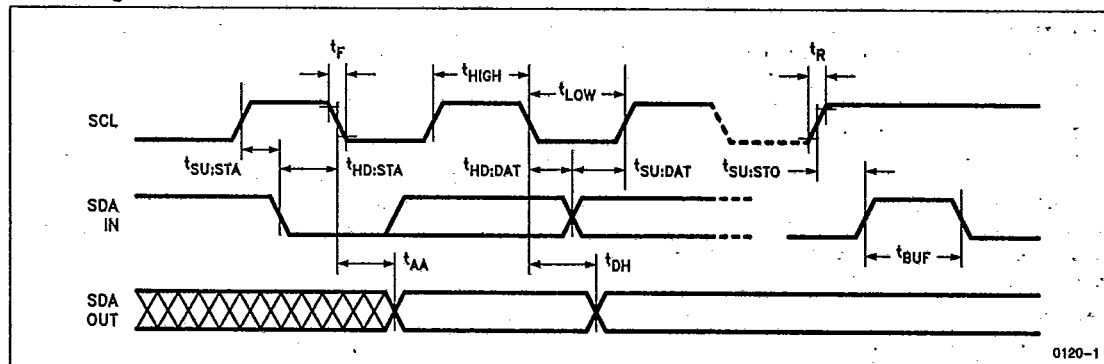 tF
tHIGH
tLOW
tR
SCL
tSU:STA
tHD:STA
tHD:DAT
tSU:DAT
tSU:STO
SDA
IN
tAA
tDH
tBUF
SDA
OUT
0120-1